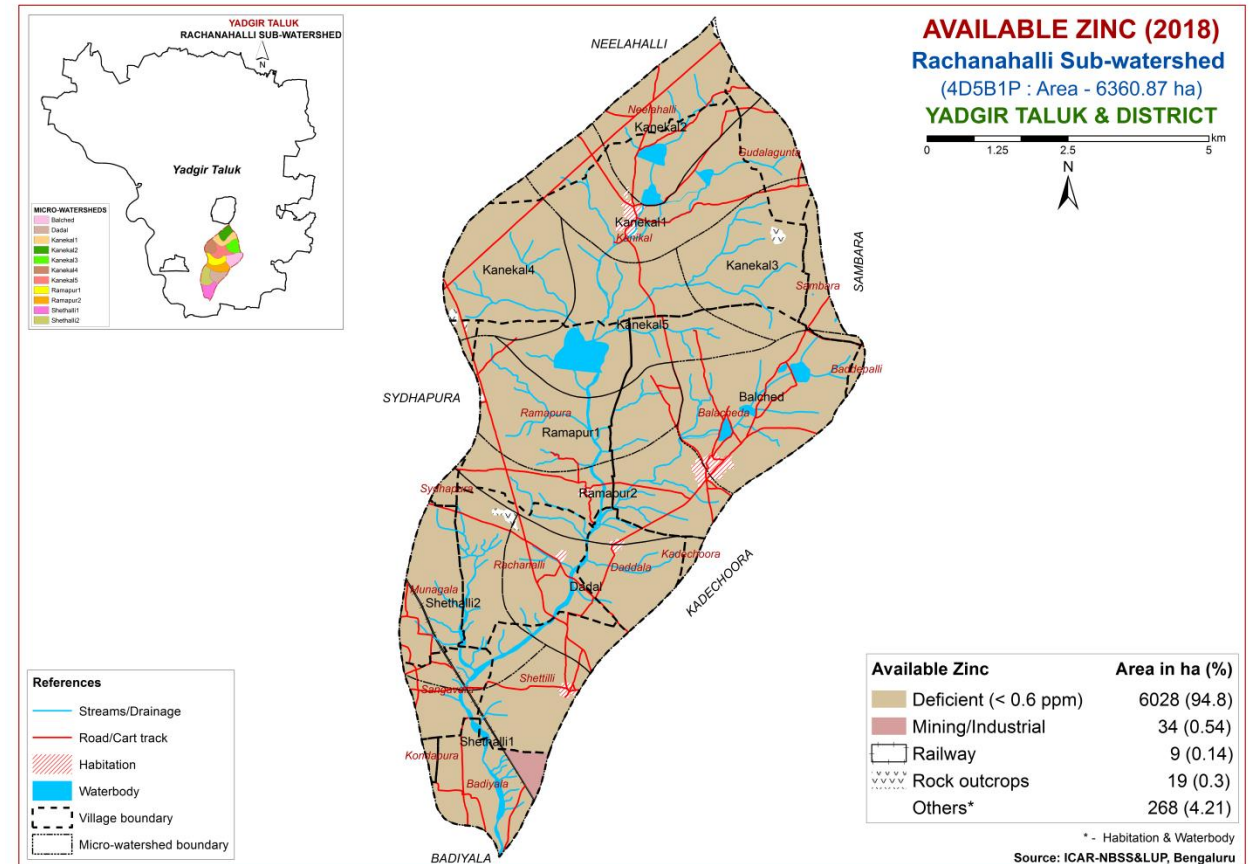 YADGIR TALUK
RACHANAHALLI SUB-WATERSHED
N
Yadgir Taluk
MICRO-WATERSHEDS
Balched
Dadal
Kanekal1
Kanekal2
Kanekal3
Kanekal4
Kanekal5
Ramapur1
Ramapur2
Shethalli1
Shethalli2
AVAILABLE ZINC (2018)
Rachanahalli Sub-watershed
(4D5B1P : Area - 6360.87 ha)
YADGIR TALUK & DISTRICT
km
0 1.25 2.5 5
N
NEELAHALLI
Neelahalli
Kanekal2
Gudalagunta
Kanekal1
Kanikal
SAMBARA
Kanekal4
Kanekal3
Sambara
Kanekal5
Baddepalli
SYDHAPURA
Balched
Ramapura
Balacheda
Ramapur1
Sydhapura
Ramapur2
Kadechoora
Rachanalli
Daddala
KADECHOORA
Munagala
Dadal
Shethalli2
Shettilli
Sangavara
Shethalli1
Kondapura
Badiyala
BADIYALA
References
Streams/Drainage
Road/Cart track
Habitation
Waterbody
Village boundary
Micro-watershed boundary
Available Zinc Area in ha (%)
Deficient (< 0.6 ppm) 6028 (94.8)
Mining/Industrial 34 (0.54)
Railway 9 (0.14)
Rock outcrops 19 (0.3)
Others* 268 (4.21)
* - Habitation & Waterbody
Source: ICAR-NBSS&LUP, Bengaluru